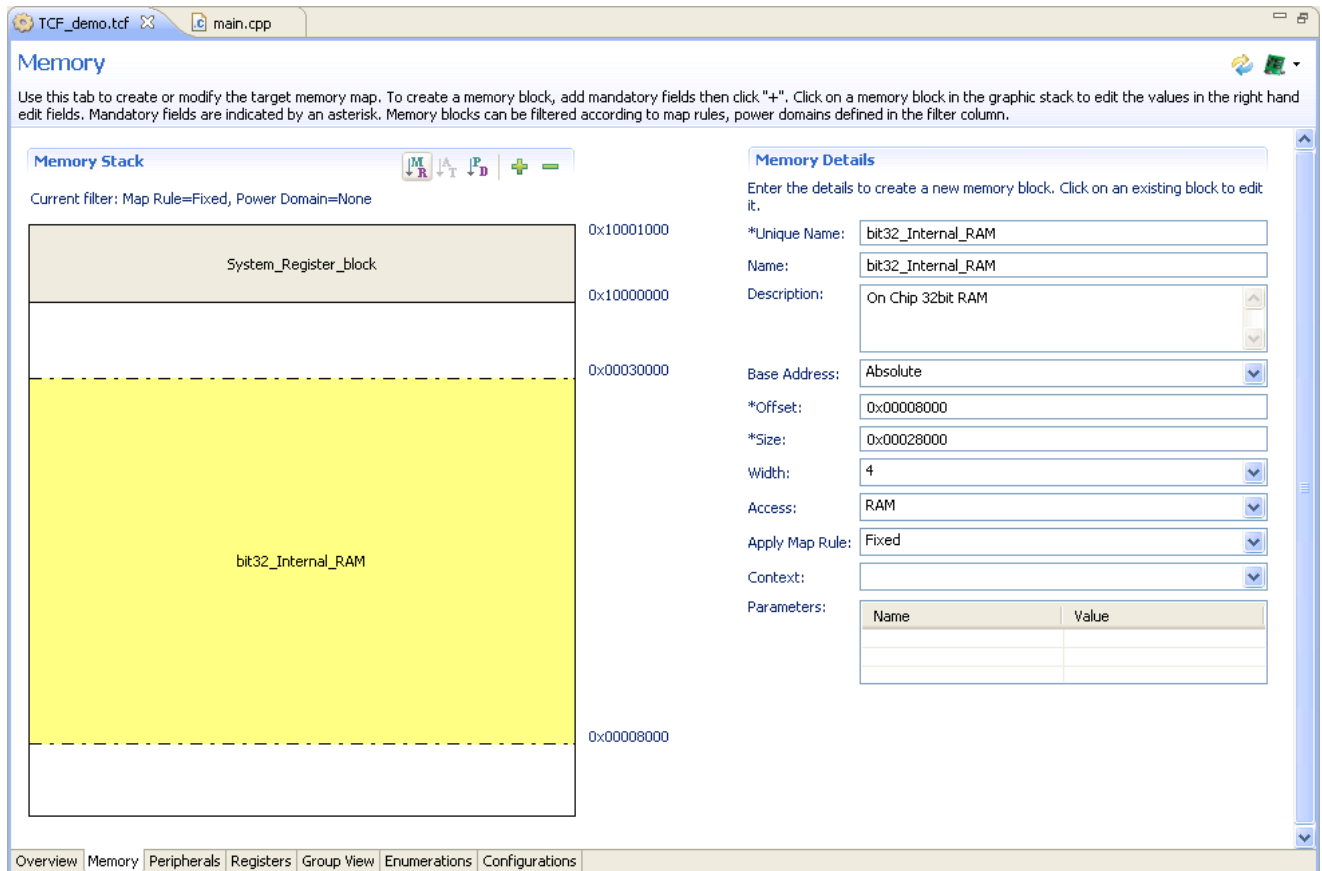 TCF_demo.tcf
main.cpp
Memory
Use this tab to create or modify the target memory map. To create a memory block, add mandatory fields then click "+". Click on a memory block in the graphic stack to edit the values in the right hand
edit fields. Mandatory fields are indicated by an asterisk. Memory blocks can be filtered according to map rules, power domains defined in the filter column.
Memory Stack
Current filter: Map Rule=Fixed, Power Domain=None
System_Register_block
0x10001000
0x10000000
0x00030000
bit32_Internal_RAM
0x00008000
Memory Details
Enter the details to create a new memory block. Click on an existing block to edit
it.
*Unique Name: bit32_Internal_RAM
Name: bit32_Internal_RAM
Description: On Chip 32bit RAM
Base Address: Absolute
*Offset: 0x00008000
*Size: 0x00028000
Width: 4
Access: RAM
Apply Map Rule: Fixed
Context:
Parameters: Name Value
Overview Memory Peripherals Registers Group View Enumerations Configurations